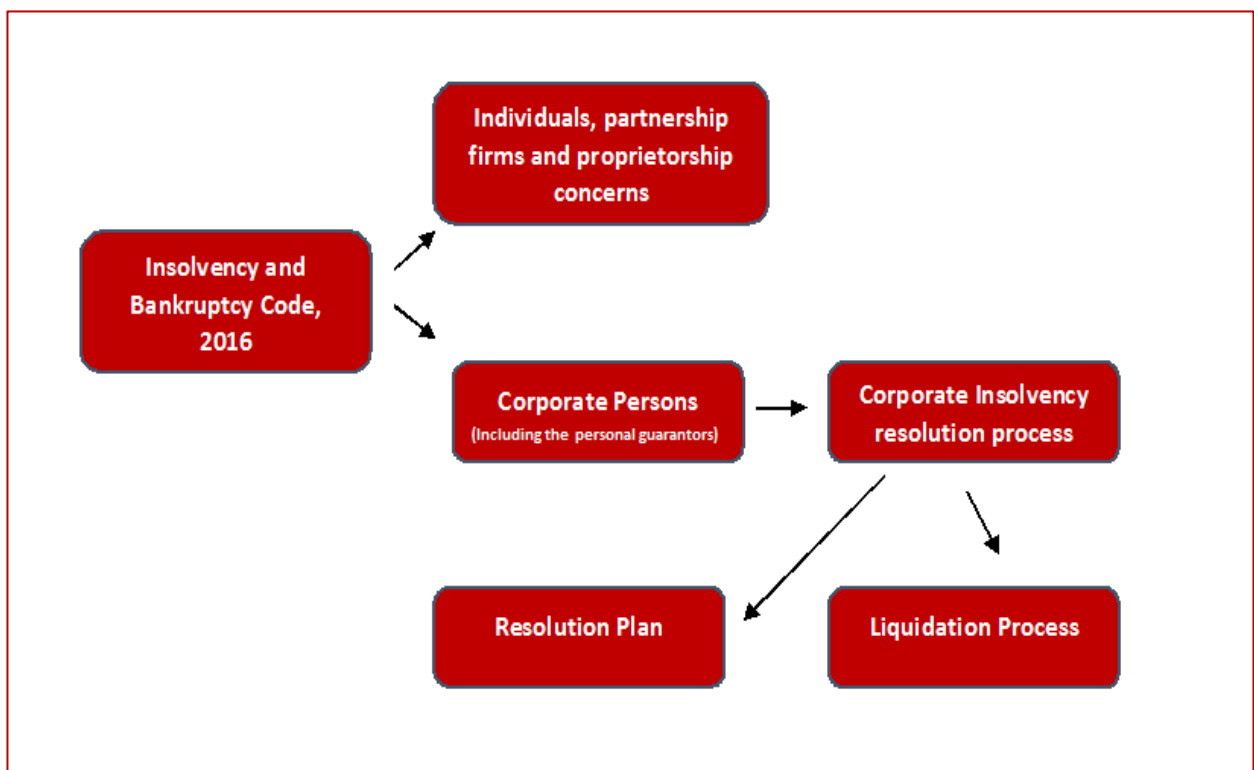 Individuals, partnership
firms and proprietorship
concerns
Insolvency and
Bankruptcy Code,
2016
Corporate Persons
(Including the personal guarantors)
Corporate Insolvency
resolution process
Resolution Plan
Liquidation Process